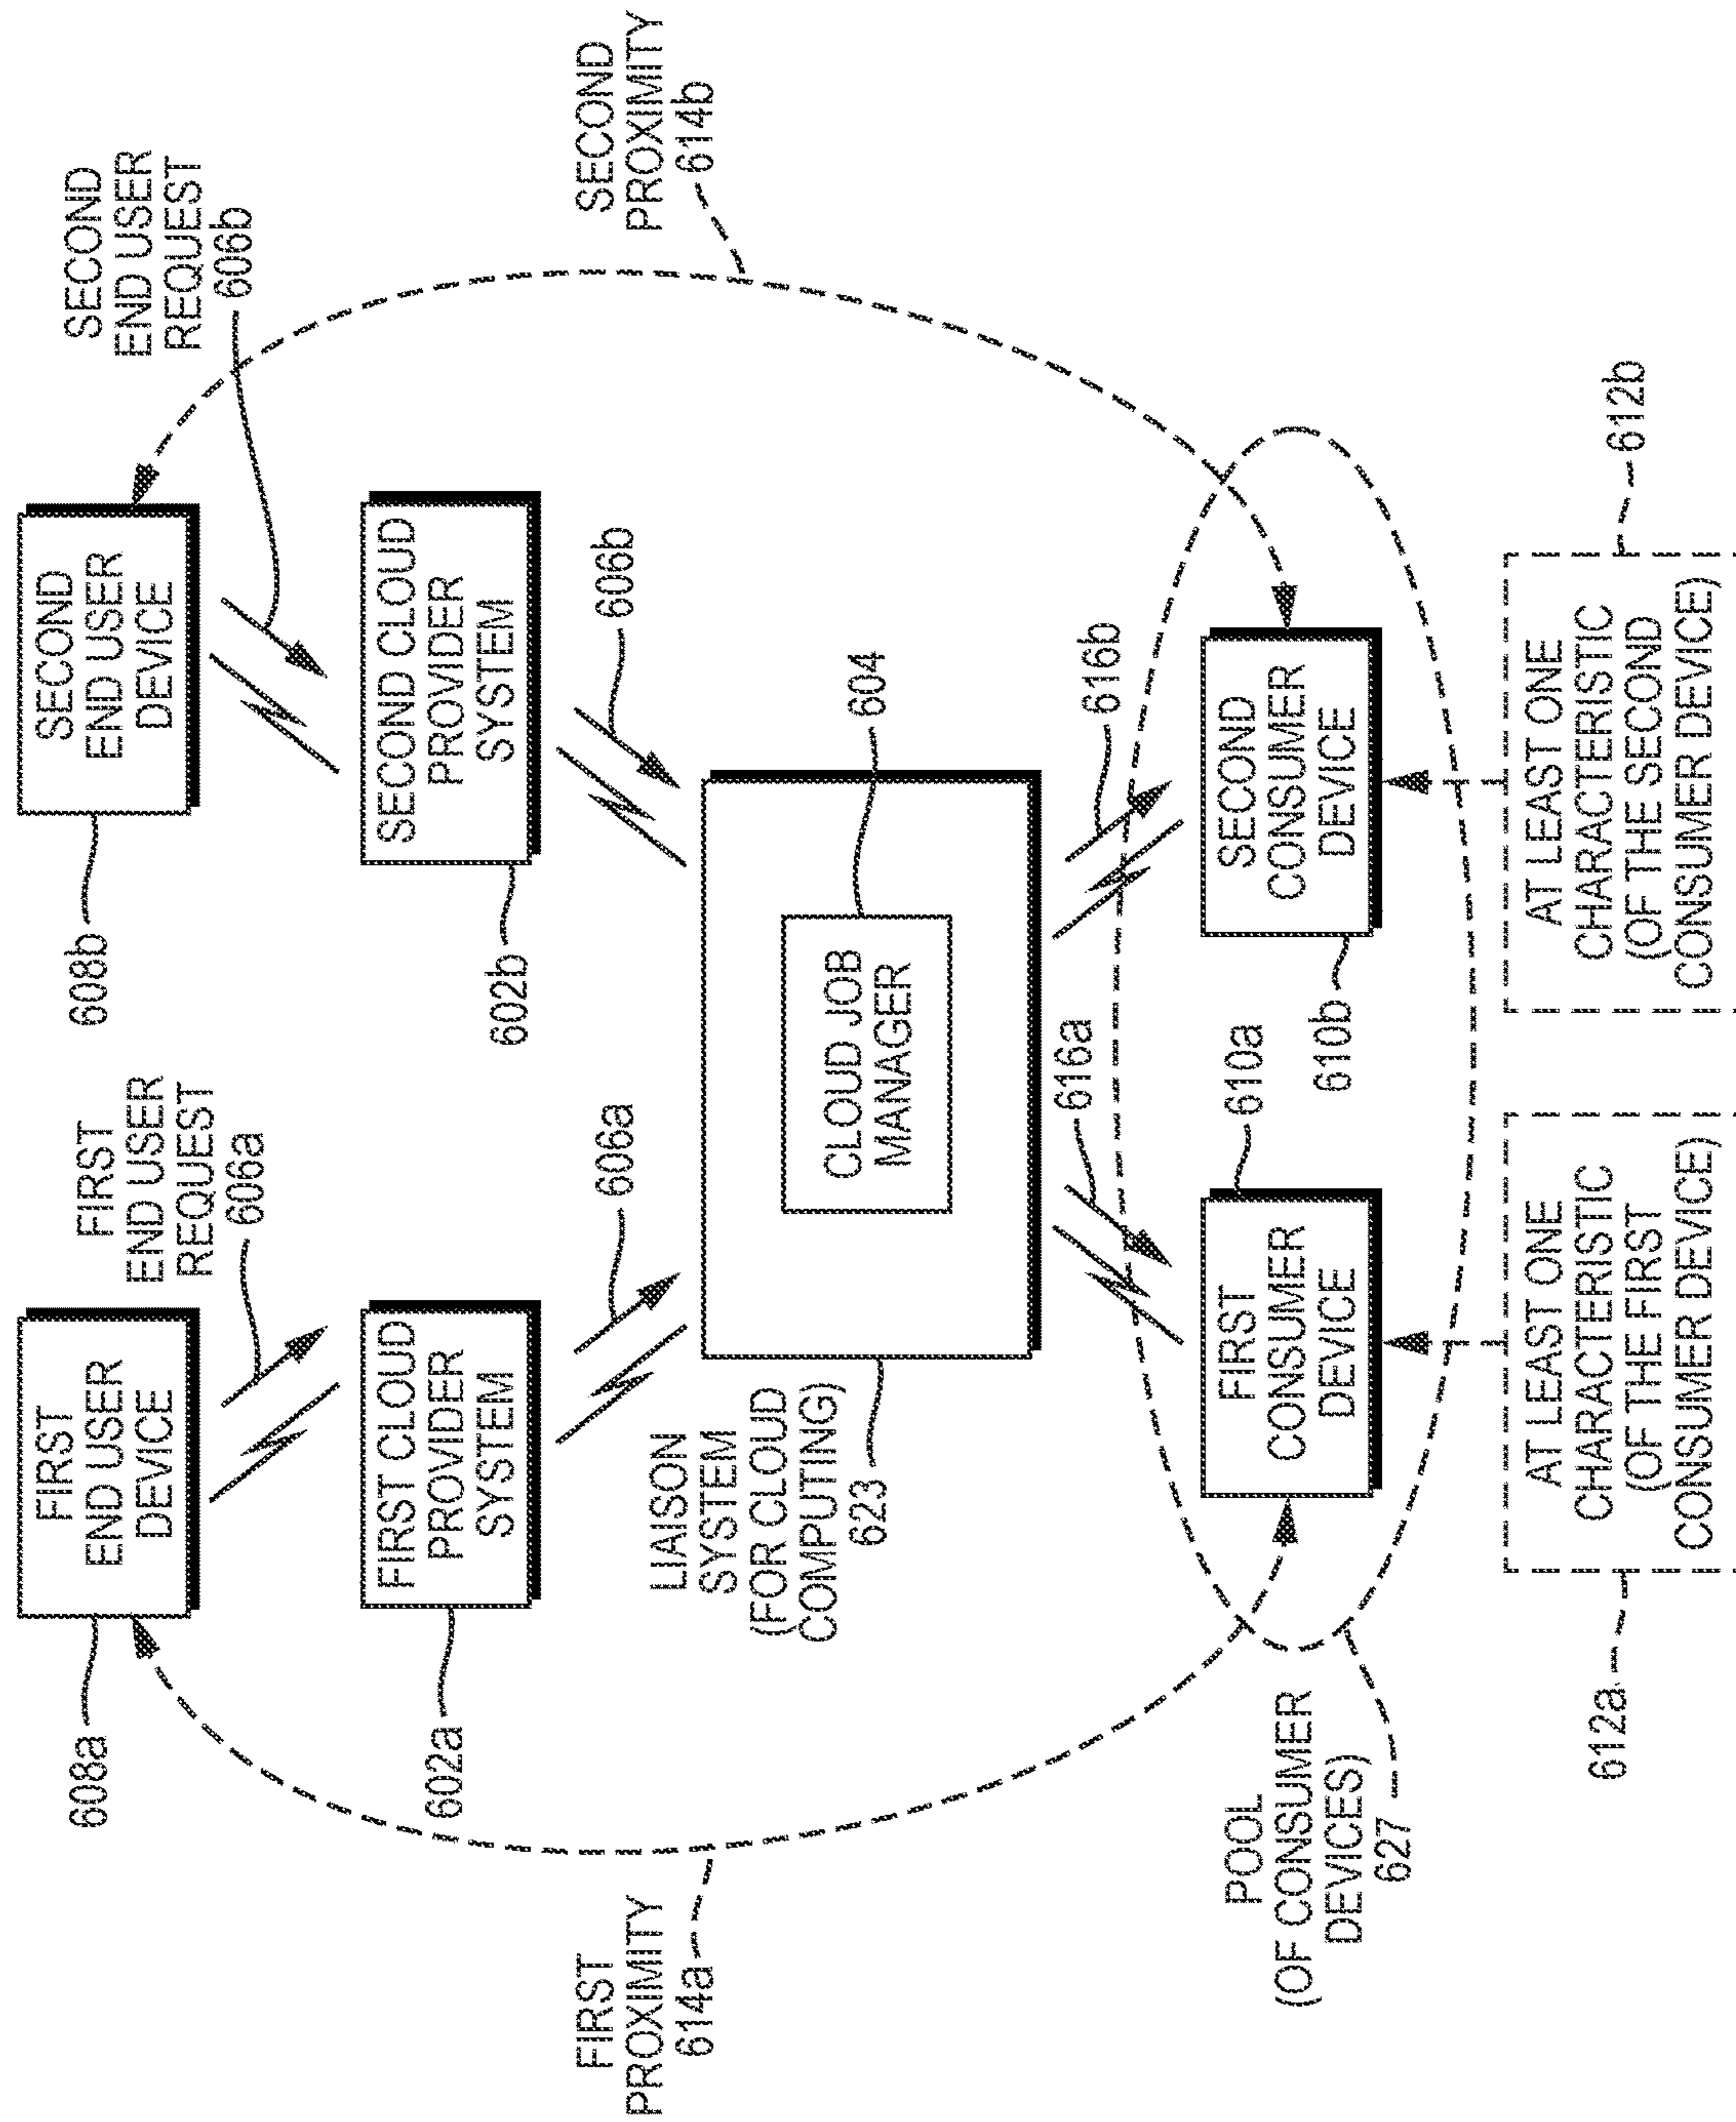 FIRST
END USER
DEVICE
608a
FIRST
END USER
REQUEST
606a
SECOND
END USER
DEVICE
608b
SECOND
END USER
REQUEST
606b
FIRST CLOUD
PROVIDER
SYSTEM
602a
SECOND CLOUD
PROVIDER
SYSTEM
602b
FIRST
PROXIMITY
614a
606a
606b
SECOND
PROXIMITY
614b
LIAISON
SYSTEM
(FOR CLOUD
COMPUTING)
623
CLOUD JOB
MANAGER
604
616a
616b
POOL
(OF CONSUMER
DEVICES)
627
FIRST
CONSUMER
DEVICE
610a
SECOND
CONSUMER
DEVICE
610b
AT LEAST ONE
CHARACTERISTIC
(OF THE FIRST
CONSUMER DEVICE)
612a
AT LEAST ONE
CHARACTERISTIC
(OF THE SECOND
CONSUMER DEVICE)
612b